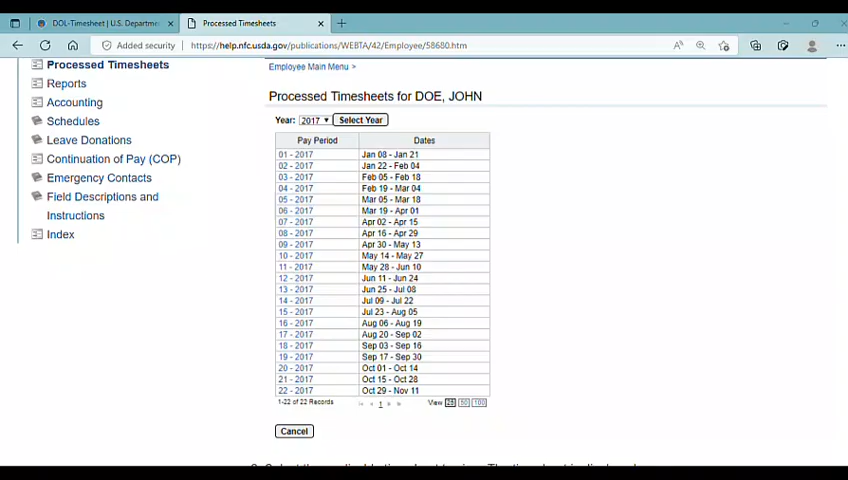 DOL-Timesheet | U.S. Departme
Processed Timesheets
Added security
https://help.nfc.usda.gov/publications/WEBTA/42/Employee/58680.htm
Processed Timesheets
Reports
Accounting
Schedules
Leave Donations
Continuation of Pay (COP)
Emergency Contacts
Field Descriptions and
Instructions
Index
Employee Main Menu >
Processed Timesheets for DOE, JOHN
Year: 2017 Select Year
Pay Period Dates
01 - 2017 Jan 08 - Jan 21
02 - 2017 Jan 22 - Feb 04
03 - 2017 Feb 05 - Feb 18
04 - 2017 Feb 19 - Mar 04
05 - 2017 Mar 05 - Mar 18
06 - 2017 Mar 19 - Apr 01
07 - 2017 Apr 02 - Apr 15
08 - 2017 Apr 16 - Apr 29
09 - 2017 Apr 30 - May 13
10 - 2017 May 14 - May 27
11 - 2017 May 28 - Jun 10
12 - 2017 Jun 11 - Jun 24
13 - 2017 Jun 25 - Jul 08
14 - 2017 Jul 09 - Jul 22
15 - 2017 Jul 23 - Aug 05
16 - 2017 Aug 06 - Aug 19
17 - 2017 Aug 20 - Sep 02
18 - 2017 Sep 03 - Sep 16
19 - 2017 Sep 17 - Sep 30
20 - 2017 Oct 01 - Oct 14
21 - 2017 Oct 15 - Oct 28
22 - 2017 Oct 29 - Nov 11
1-22 of 22 Records 1 View 25 50 100
Cancel